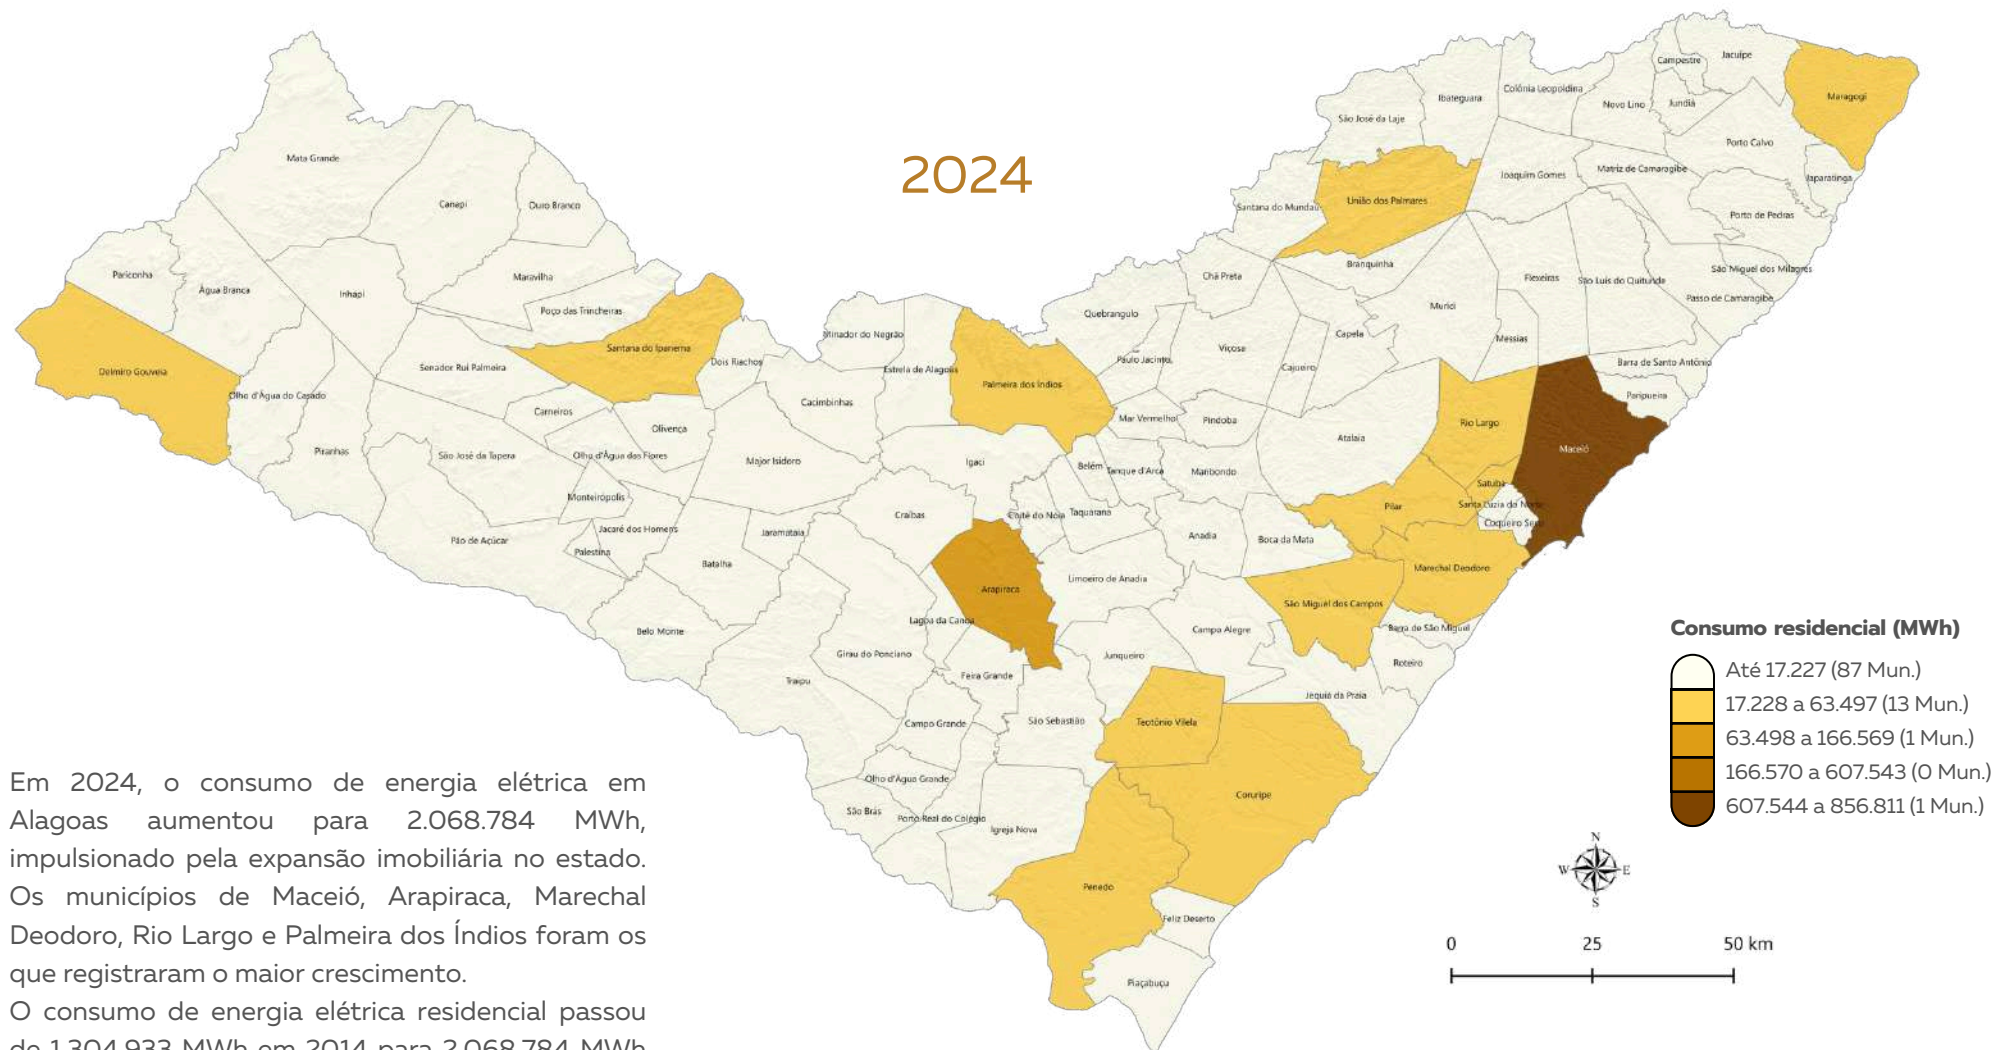 2024
Jacuípe
Campestre
Maragogi
Ibateguara
Colônia Leopoldina
Novo Lino
Jundiá
São José da Laje
Porto Calvo
Mata Grande
Joaquim Gomes
Matriz de Camaragibe
Japaratinga
Canapi
Ouro Branco
Santana do Mundaú
União dos Palmares
Porto de Pedras
Pariconha
Água Branca
Inhapi
Maravilha
Poço das Trincheiras
Chã Preta
Branquinha
Flexeiras
São Luís do Quitunde
São Miguel dos Milagres
Passo de Camaragibe
Quebrangulo
Murici
Minador do Negrão
Capela
Messias
Santana do Ipanema
Dois Riachos
Viçosa
Paulo Jacinto
Cajueiro
Barra de Santo Antônio
Delmiro Gouveia
Senador Rui Palmeira
Estrela de Alagoas
Palmeira dos Índios
Olho d'Água do Casado
Paripueira
Carneiros
Cacimbinhas
Mar Vermelho
Pindoba
Rio Largo
Olivença
Atalaia
Piranhas
São José da Tapera
Olho d'Água das Flores
Major Isidoro
Igaci
Belém
Tanque d'Arca
Maribondo
Maceió
Monteirópolis
Satuba
Santa Luzia do Norte
Pilar
Craíbas
Coité do Nóia
Taquarana
Coqueiro Seco
Pão de Açúcar
Jacaré dos Homens
Jaramataia
Palestina
Anadia
Boca da Mata
Batalha
Marechal Deodoro
Arapiraca
Limoeiro de Anadia
São Miguel dos Campos
Lagoa da Canoa
Belo Monte
Campo Alegre
Barra de São Miguel
Girau do Ponciano
Junqueiro
Roteiro
Feira Grande
Traipu
Jequiá da Praia
Campo Grande
São Sebastião
Teotônio Vilela
Olho d'Água Grande
Coruripe
São Brás
Porto Real do Colégio
Igreja Nova
Penedo
Feliz Deserto
Piaçabuçu
Consumo residencial (MWh)
Até 17.227 (87 Mun.)
17.228 a 63.497 (13 Mun.)
63.498 a 166.569 (1 Mun.)
166.570 a 607.543 (0 Mun.)
607.544 a 856.811 (1 Mun.)
N
W E
S
0 25 50 km
Em 2024, o consumo de energia elétrica em
Alagoas aumentou para 2.068.784 MWh,
impulsionado pela expansão imobiliária no estado.
Os municípios de Maceió, Arapiraca, Marechal
Deodoro, Rio Largo e Palmeira dos Índios foram os
que registraram o maior crescimento.
O consumo de energia elétrica residencial passou
de 1.304.933 MWh em 2014 para 2.068.784 MWh